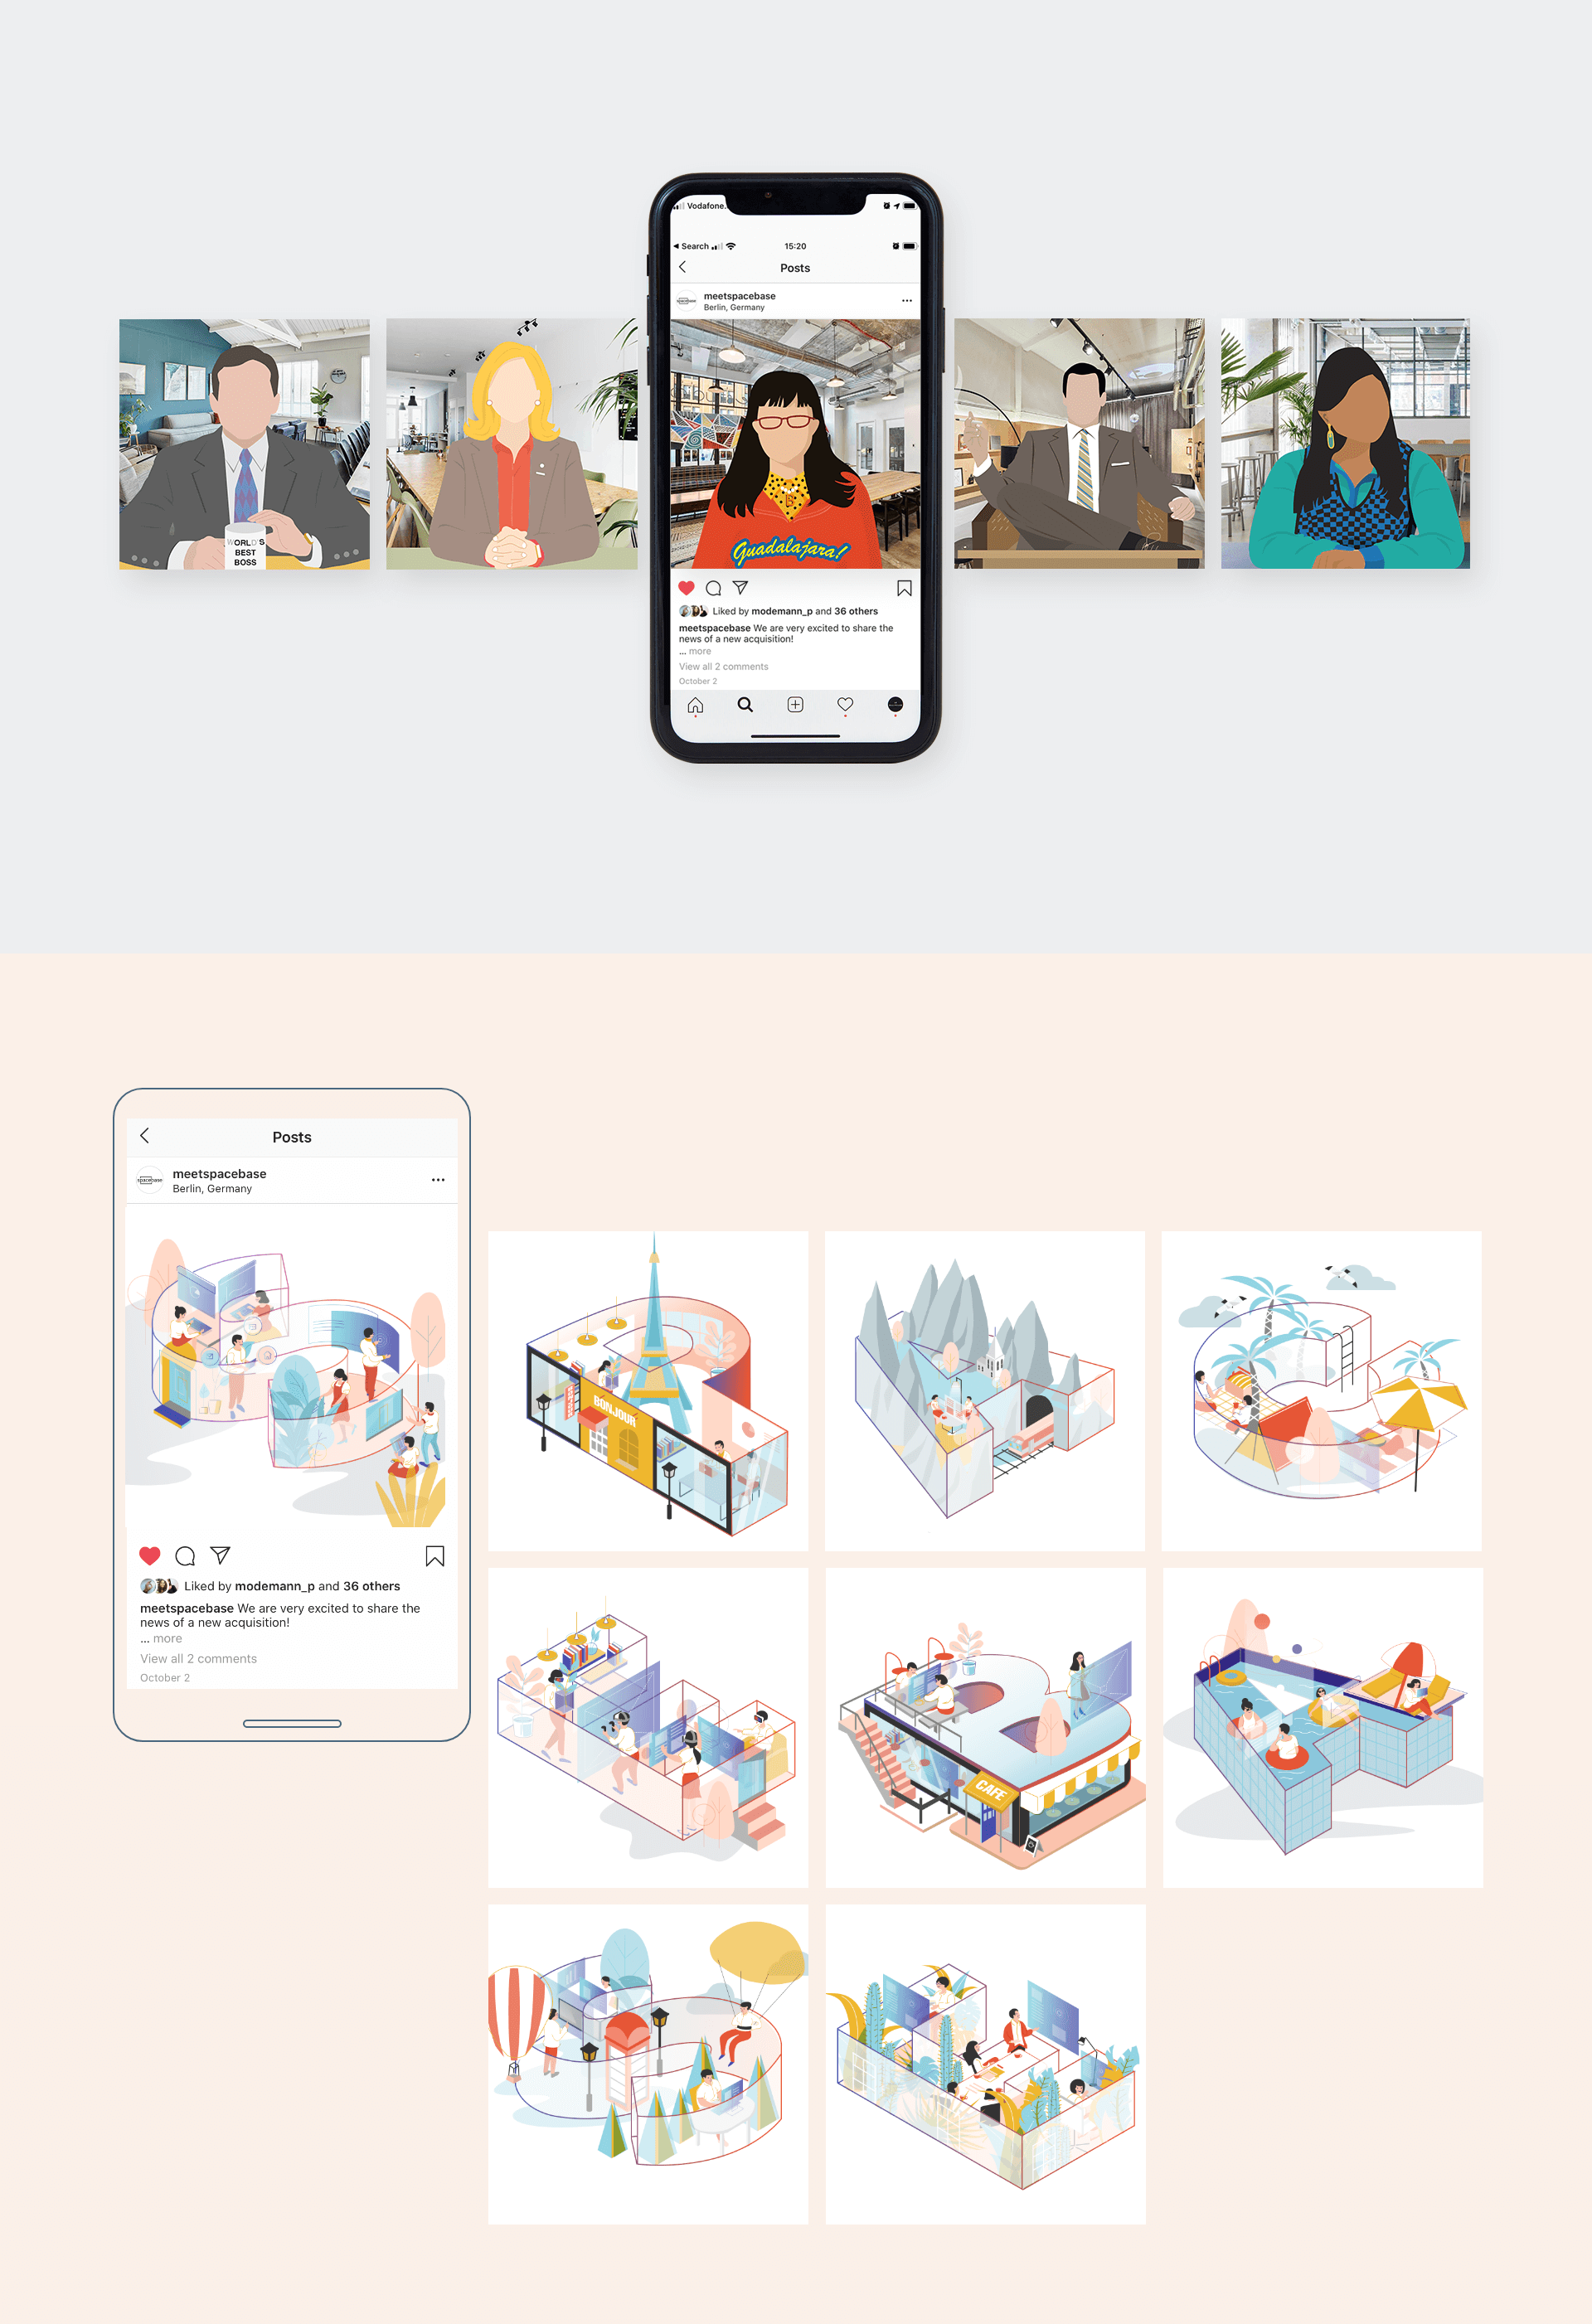 Vodafone.
Search
15:20
Posts
meetspacebase
Berlin, Germany
WORLD'S
BEST
BOSS
Guadalajara!
Liked by modemann_p and 36 others
meetspacebase We are very excited to share the
news of a new acquisition!
... more
View all 2 comments
October 2
Posts
meetspacebase
spacebase
Berlin, Germany
BONJOUR
Liked by modemann_p and 36 others
meetspacebase We are very excited to share the
news of a new acquisition!
... more
View all 2 comments
October 2
CAFE